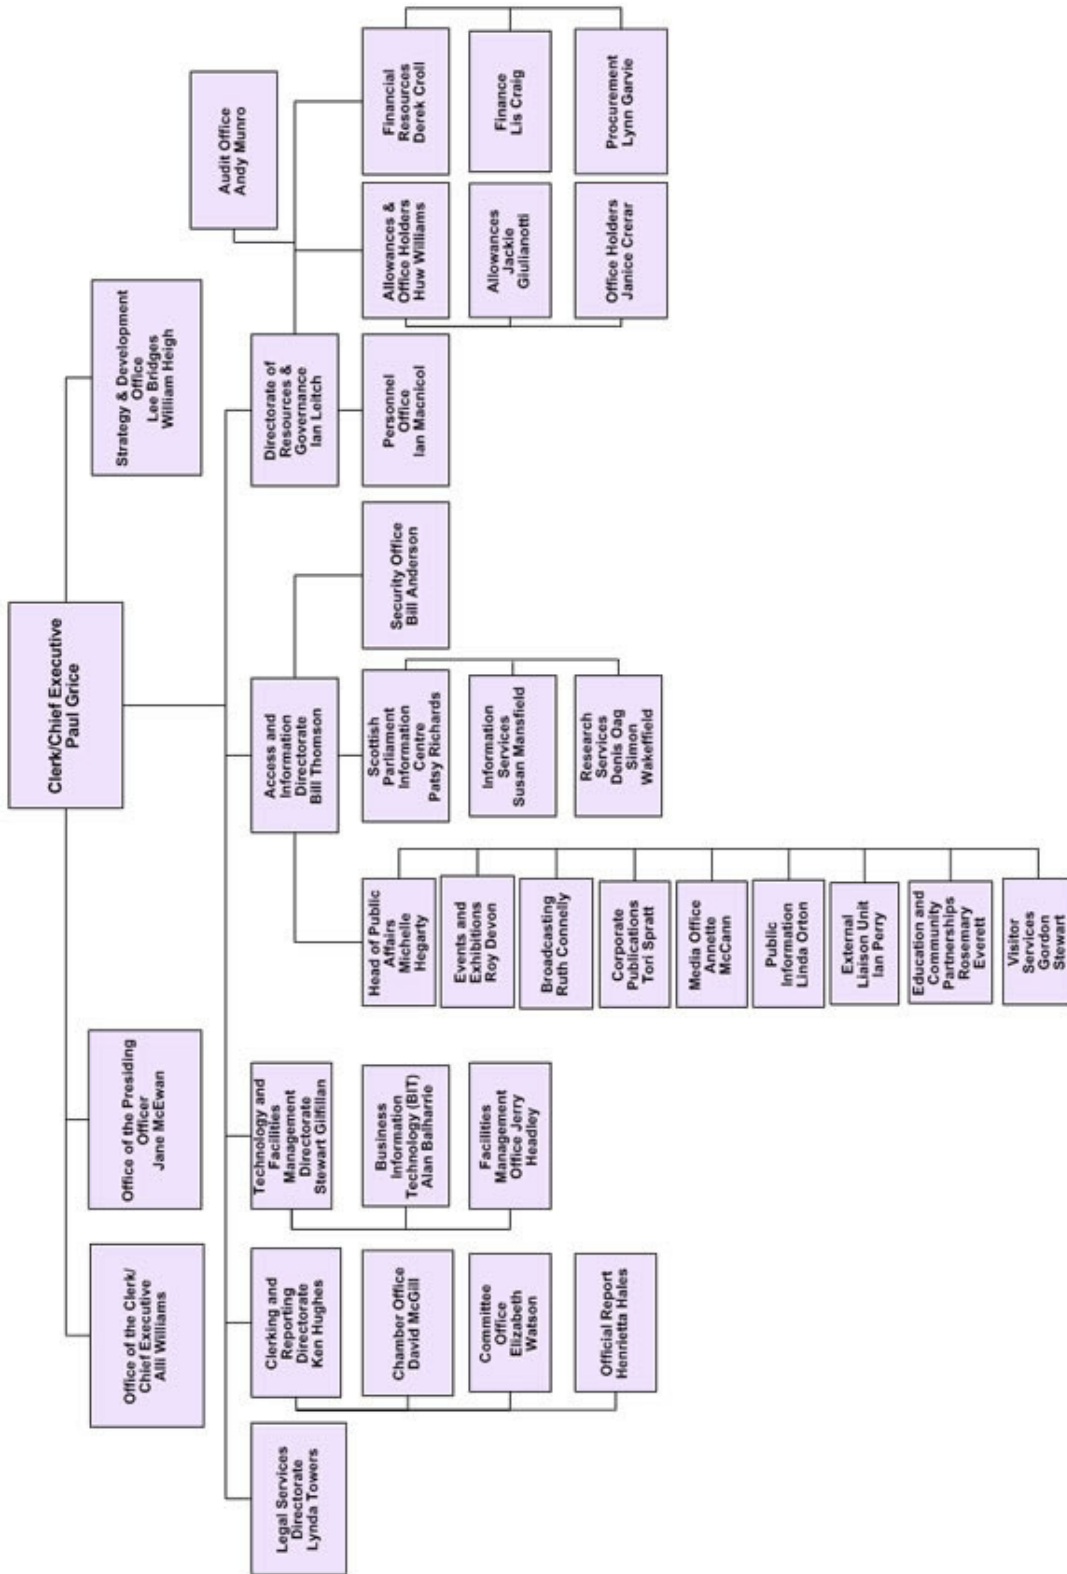 Clerk/Chief Executive
Paul Grice
Office of the Clerk/
Chief Executive
Alli Williams
Office of the Presiding
Officer
Jane McEwan
Strategy & Development
Office
Lee Bridges
William Heigh
Legal Services
Directorate
Lynda Towers
Clerking and
Reporting
Directorate
Ken Hughes
Chamber Office
David McGill
Committee
Office
Elizabeth
Watson
Official Report
Henrietta Hales
Technology and
Facilities
Management
Directorate
Stewart Gilfillan
Business
Information
Technology (BIT)
Alan Balharrie
Facilities
Management
Office Jerry
Headley
Access and
Information
Directorate
Bill Thomson
Head of Public
Affairs
Michelle
Hegarty
Events and
Exhibitions
Roy Devon
Broadcasting
Ruth Connelly
Corporate
Publications
Tori Spratt
Media Office
Annette
McCann
Public
Information
Linda Orton
External
Liaison Unit
Ian Perry
Education and
Community
Partnerships
Rosemary
Everett
Visitor
Services
Gordon
Stewart
Scottish
Parliament
Information
Centre
Patsy Richards
Information
Services
Susan Mansfield
Research
Services
Denis Oag
Simon
Wakeffield
Security Office
Bill Anderson
Directorate of
Resources &
Governance
Ian Leitch
Audit Office
Andy Munro
Personnel
Office
Ian Macnicol
Allowances &
Office Holders
Huw Williams
Allowances
Jackie
Giulianotti
Office Holders
Janice Crerar
Financial
Resources
Derek Croll
Finance
Lis Craig
Procurement
Lynn Garvie